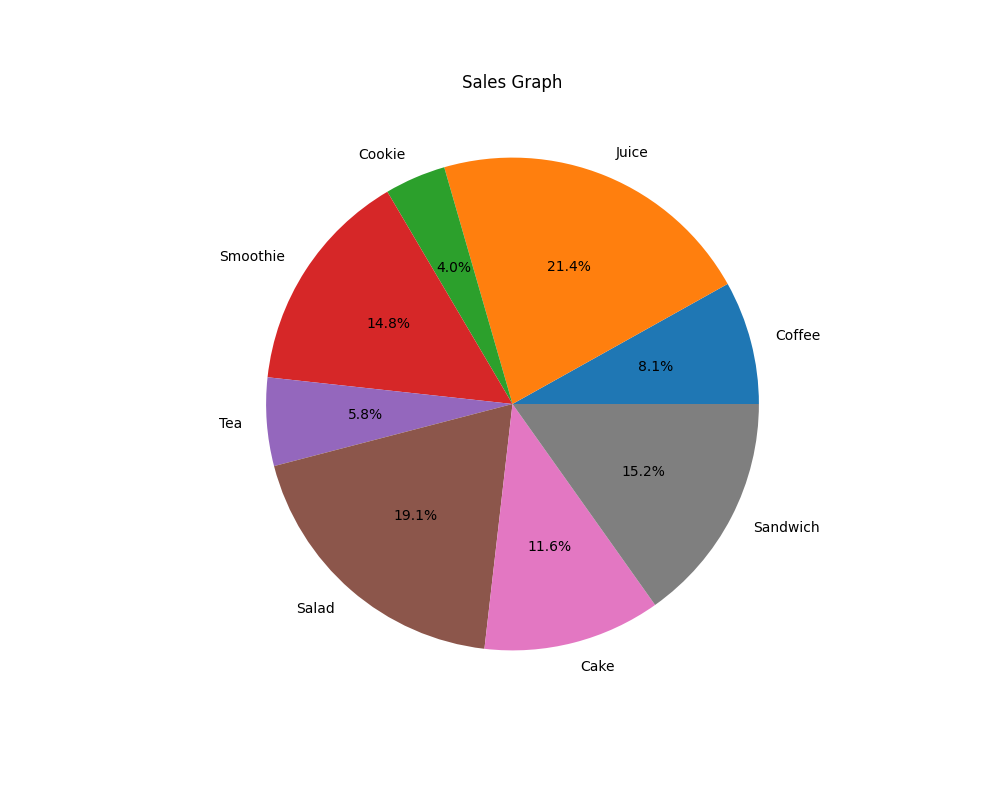 Sales Graph
Juice
Cookie
Smoothie
21.4%
4.0%
14.8%
Coffee
8.1%
Tea
5.8%
15.2%
19.1%
Sandwich
11.6%
Salad
Cake